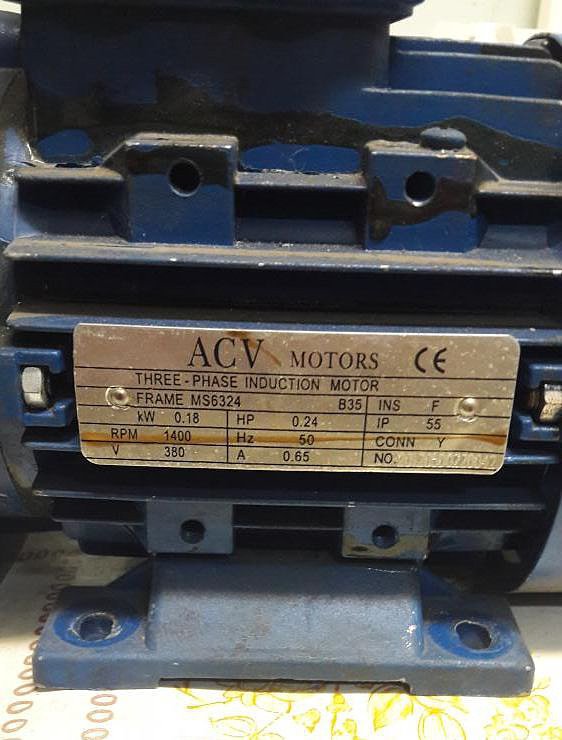 ACV MOTORS CE
THREE-PHASE INDUCTION MOTOR
FRAME MS6324 B35 INS F
kW 0.18 HP 0.24 IP 55
RPM 1400 Hz 50 CONN Y
V 380 A 0.65 NO.